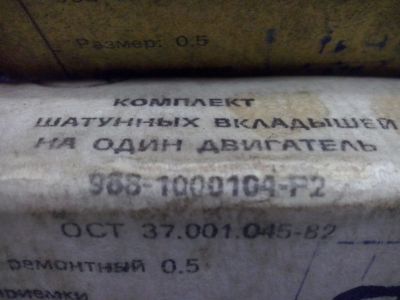 Размер: 0.5
КОМПЛЕКТ
ШАТУННЫХ ВКЛАДЫШЕЙ
НА ОДИН ДВИГАТЕЛЬ
968-1000104-Р2
ОСТ 37.001.045-82
ремонтный 0.5
приемки